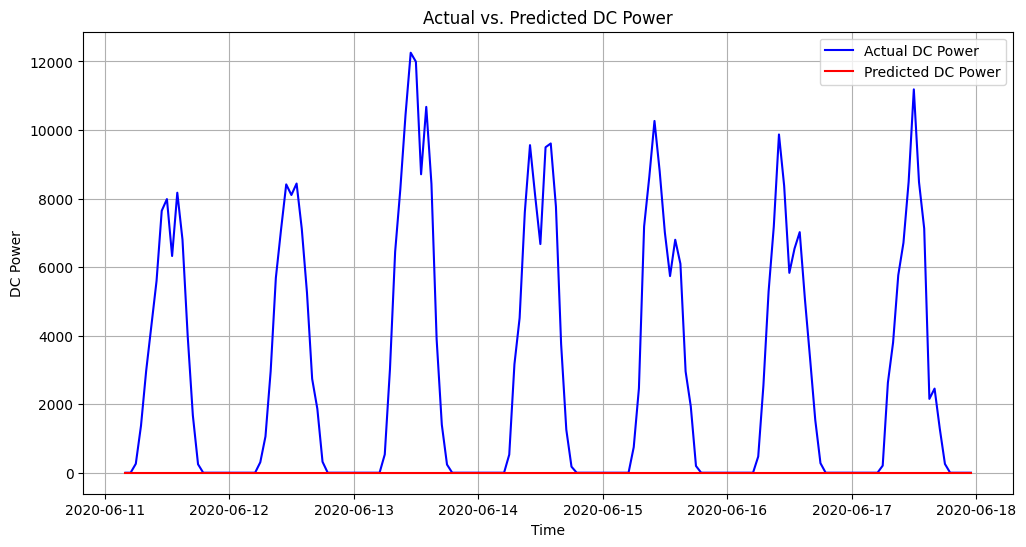 Actual vs. Predicted DC Power
Actual DC Power
Predicted DC Power
12000
10000
8000
6000
4000
2000
0
DC Power
2020-06-11 2020-06-12 2020-06-13 2020-06-14 2020-06-15 2020-06-16 2020-06-17 2020-06-18
Time